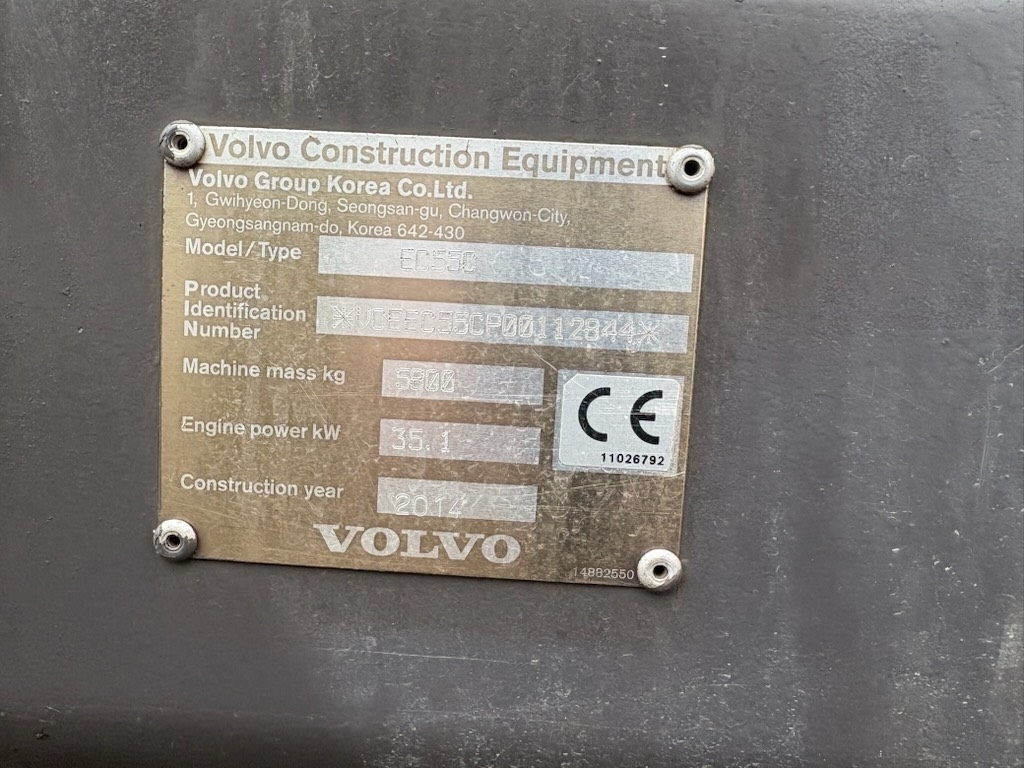 Volvo Construction Equipment
Volvo Group Korea Co.Ltd.
1, Gwihyeon-Dong, Seongsan-gu, Changwon-City,
Gyeongsangnam-do, Korea 642-430
Model/Type EC55C
Product
Identification
Number *VCEEC55CP00112844*
Machine mass kg 5800
Engine power kW 35.1
CE
11026792
Construction year 2014
VOLVO
14882550